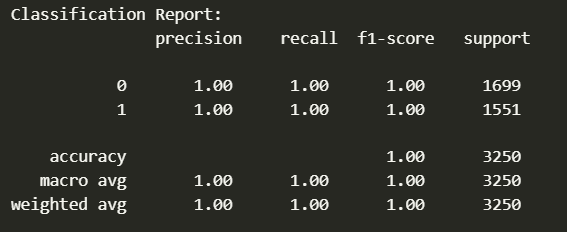 Classification Report:
precision recall f1-score support
0 1.00 1.00 1.00 1699
1 1.00 1.00 1.00 1551
accuracy 1.00 3250
macro avg 1.00 1.00 1.00 3250
weighted avg 1.00 1.00 1.00 3250